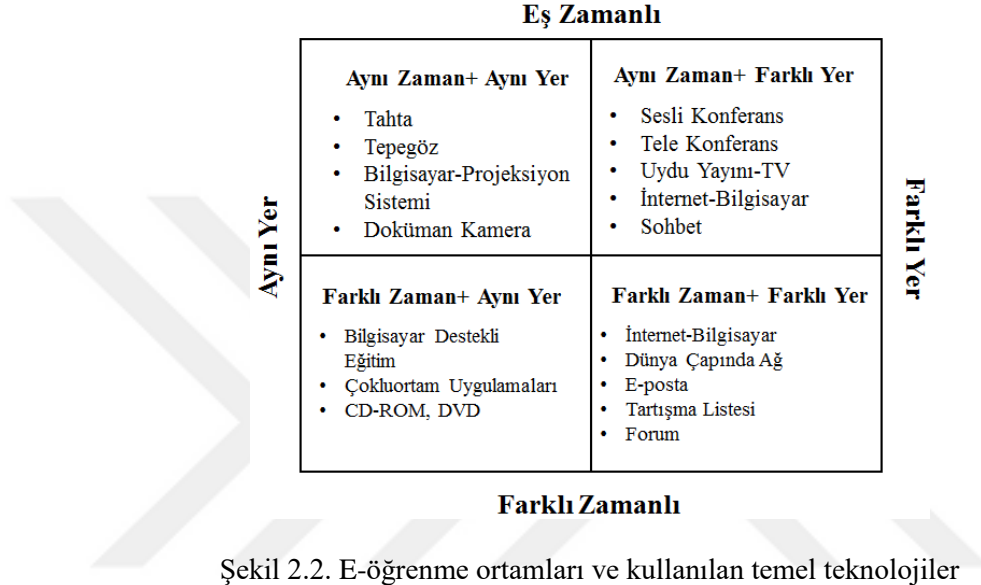 Eş Zamanlı
Aynı Yer
Aynı Zaman+ Aynı Yer
• Tahta
• Tepegöz
• Bilgisayar-Projeksiyon
Sistemi
• Doküman Kamera
Aynı Zaman+ Farklı Yer
• Sesli Konferans
• Tele Konferans
• Uydu Yayını-TV
• İnternet-Bilgisayar
• Sohbet
Farklı Yer
Farklı Zaman+ Aynı Yer
• Bilgisayar Destekli
Eğitim
• Çokluortam Uygulamaları
• CD-ROM, DVD
Farklı Zaman+ Farklı Yer
• İnternet-Bilgisayar
• Dünya Çapında Ağ
• E-posta
• Tartışma Listesi
• Forum
Farklı Zamanlı
Şekil 2.2. E-öğrenme ortamları ve kullanılan temel teknolojiler